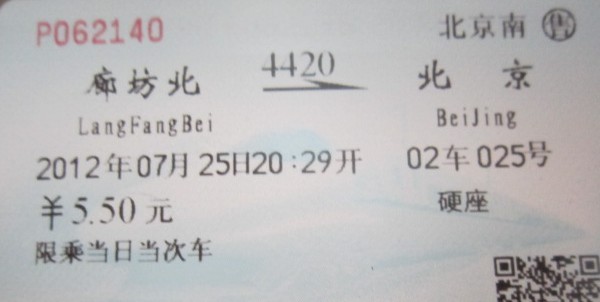 P062140 北京南 售
廊坊北 4420 北京
LangFangBei BeiJing
2012年07月25日20:29开 02车025号
￥5.50元 硬座
限乘当日当次车